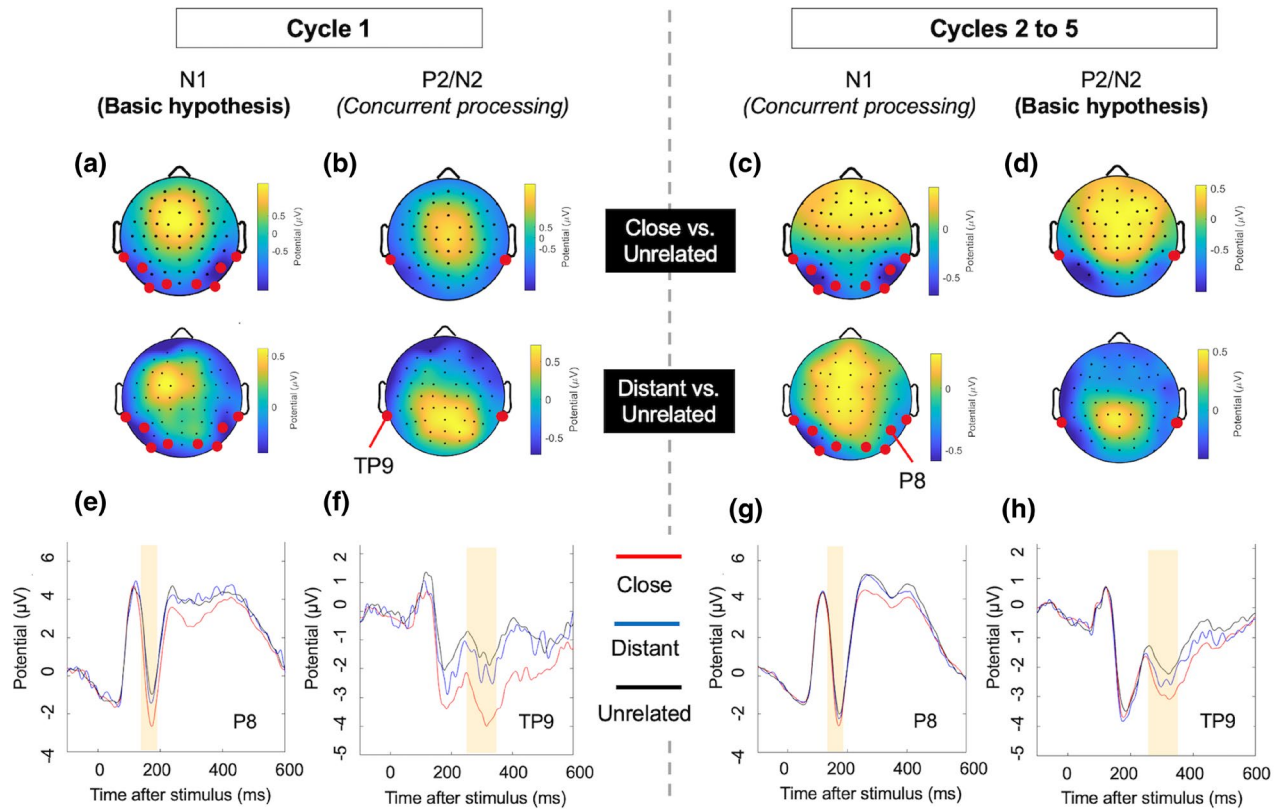 Cycle 1
Cycles 2 to 5
N1
(Basic hypothesis)
P2/N2
(Concurrent processing)
N1
(Concurrent processing)
P2/N2
(Basic hypothesis)
(a)
(b)
(c)
(d)
0.5
0
-0.5
Potential (μV)
0.5
0
0
-0.5
Potential (μV)
0
-0.5
Potential (μV)
0.5
0
-0.5
Potential (μV)
Close vs.
Unrelated
0.5
0
Potential (μV)
0.5
0
-0.5
Potential (μV)
0
-0.5
Potential (μV)
0.5
0
Potential (μV)
Distant vs.
Unrelated
TP9
P8
(e)
(f)
(g)
(h)
Potential (μV)
6
4
2
0
-2
-4
P8
0 200 400 600
Time after stimulus (ms)
Potential (μV)
2
1
0
-1
-2
-3
-4
-5
TP9
0 200 400 600
Time after stimulus (ms)
Close
Distant
Unrelated
Potential (μV)
6
4
2
0
-2
-4
P8
0 200 400 600
Time after stimulus (ms)
Potential (μV)
2
1
0
-1
-2
-3
-4
-5
TP9
0 200 400 600
Time after stimulus (ms)